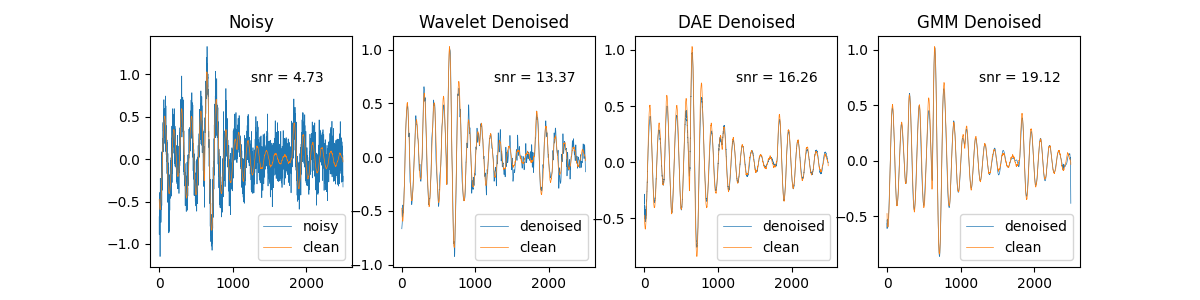 Noisy
1.0
0.5
0.0
−0.5
−1.0
snr = 4.73
noisy
clean
0
1000
2000
Wavelet Denoised
1.0
0.5
0.0
−0.5
−1.0
snr = 13.37
denoised
clean
0
1000
2000
DAE Denoised
1.0
0.5
0.0
−0.5
snr = 16.26
denoised
clean
0
1000
2000
GMM Denoised
1.0
0.5
0.0
−0.5
snr = 19.12
denoised
clean
0
1000
2000